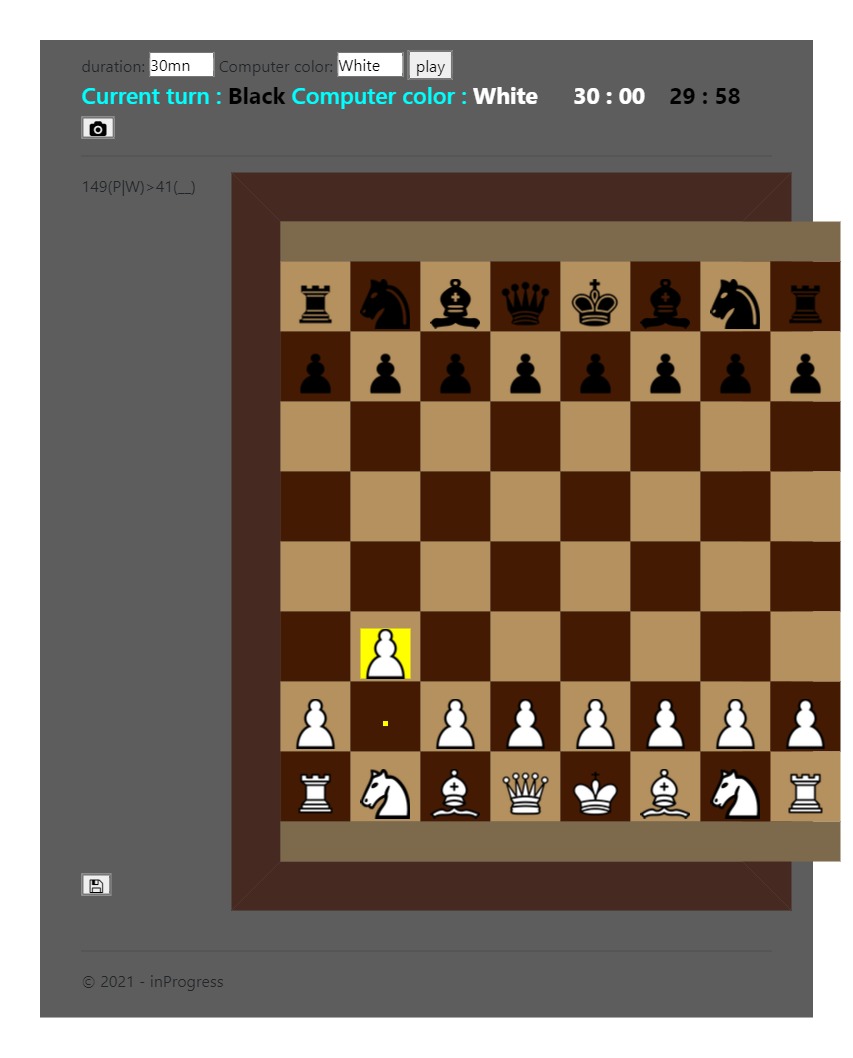 duration: 30mn Computer color: White play
Current turn : Black Computer color : White 30 : 00 29 : 58
149(P|W)>41(__)
© 2021 - inProgress